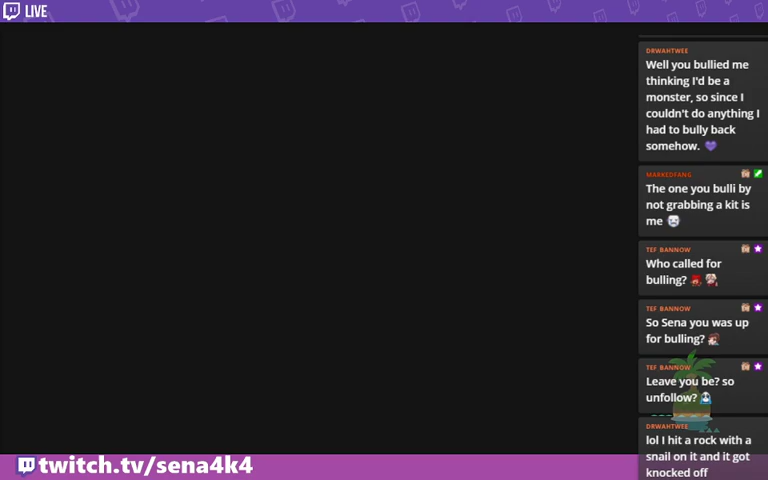 LIVE
DRWAHTWEE
Well you bullied me
thinking I'd be a
monster, so since I
couldn't do anything I
had to bully back
somehow.
MARKEDFANG
The one you bulli by
not grabbing a kit is
me
TEF BANNOW
Who called for
bulling?
TEF BANNOW
So Sena you was up
for bulling?
TEF BANNOW
Leave you be? so
unfollow?
DRWAHTWEE
lol I hit a rock with a
snail on it and it got
knocked off
twitch.tv/sena4k4